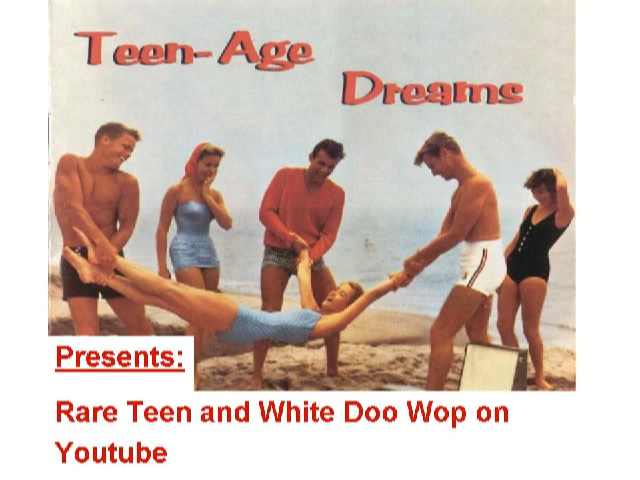 Teen-Age
Dreams
Presents:
Rare Teen and White Doo Wop on
Youtube